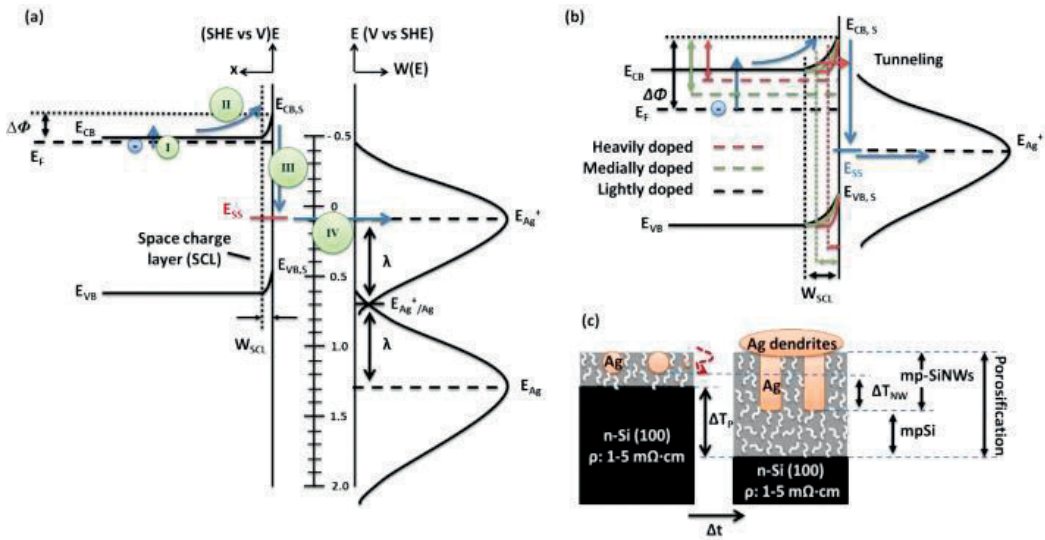 (a)
(SHE vs V)E
E (V vs SHE)
x
W(E)
II
ΔΦ
E_CB
E_CB,S
E_F
-
I
- 0.5
III
0
E_SS
E_Ag⁺
IV
Space charge
layer (SCL)
λ
E_VB,S
0.5
E_VB
E_Ag⁺/Ag
W_SCL
1.0
λ
E_Ag
1.5
2.0
(b)
E_CB, S
Tunneling
E_CB
ΔΦ
E_F
-
E_Ag⁺
Heavily doped
Medially doped
Lightly doped
E_SS
E_VB, S
E_VB
W_SCL
(c)
Ag dendrites
Ag
Ag
mp-SiNWs
ΔT_NW
Porosification
ΔT_P
mpSi
n-Si (100)
ρ: 1-5 mΩ·cm
n-Si (100)
ρ: 1-5 mΩ·cm
Δt